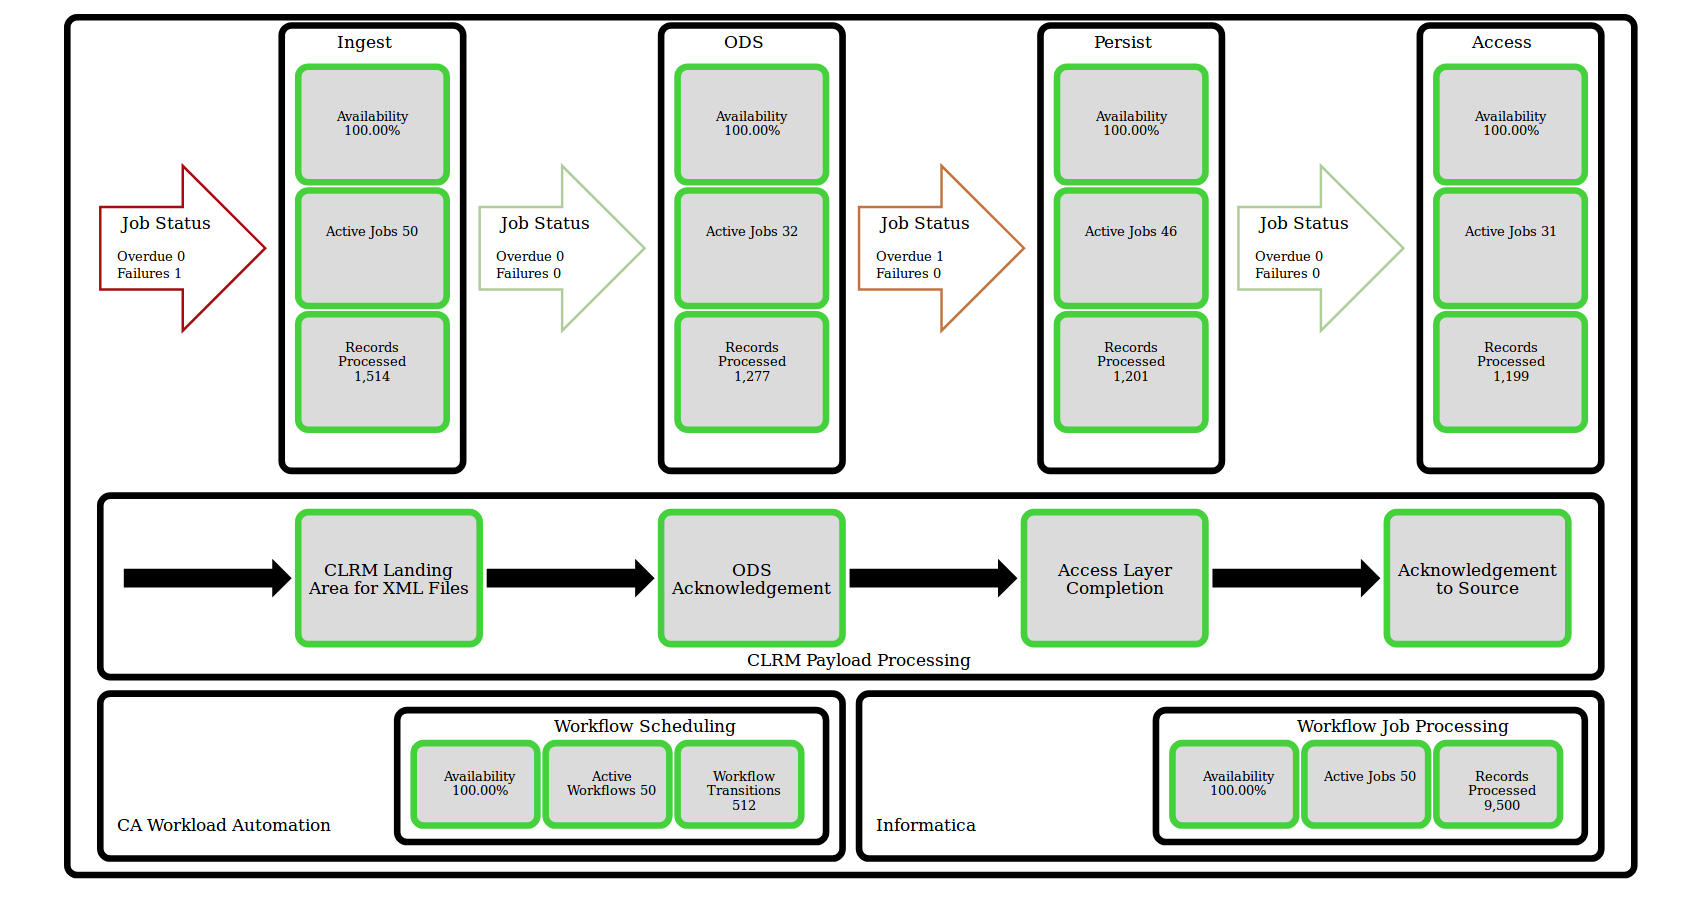 Ingest
Availability
100.00%
Active Jobs 50
Records
Processed
1,514
ODS
Availability
100.00%
Active Jobs 32
Records
Processed
1,277
Persist
Availability
100.00%
Active Jobs 46
Records
Processed
1,201
Access
Availability
100.00%
Active Jobs 31
Records
Processed
1,199
Job Status
Overdue 0
Failures 1
Job Status
Overdue 0
Failures 0
Job Status
Overdue 1
Failures 0
Job Status
Overdue 0
Failures 0
CLRM Landing
Area for XML Files
ODS
Acknowledgement
Access Layer
Completion
Acknowledgement
to Source
CLRM Payload Processing
Workflow Scheduling
Availability
100.00%
Active
Workflows 50
Workflow
Transitions
512
CA Workload Automation
Workflow Job Processing
Availability
100.00%
Active Jobs 50
Records
Processed
9,500
Informatica